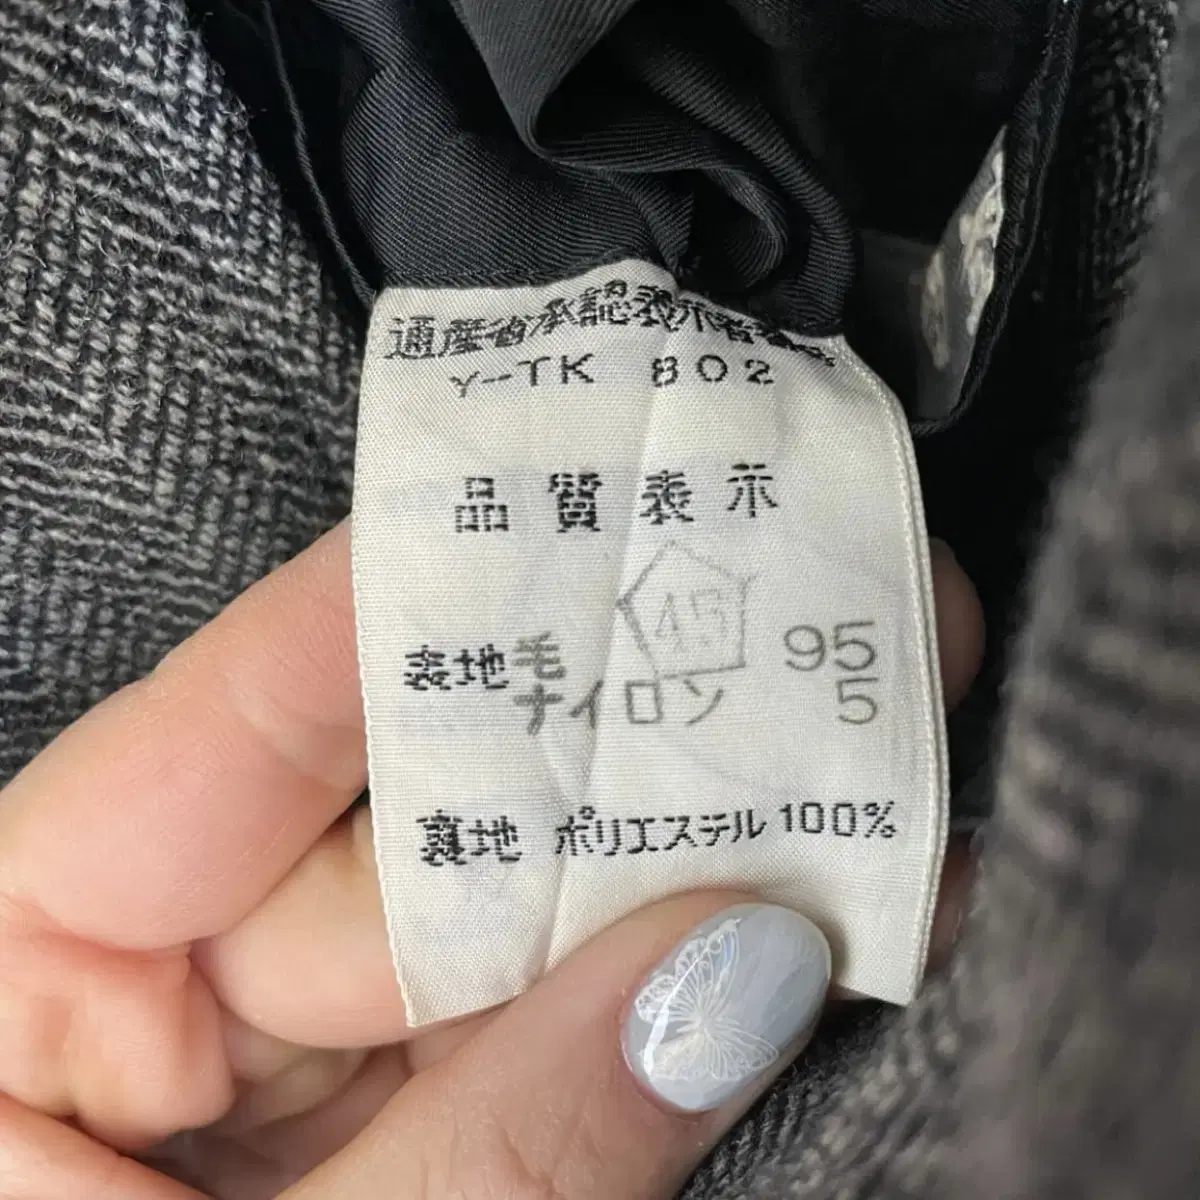 通産省承認表示者番号
Y-TK 802
品質表示
45
表地 毛 95
ナイロン 5
裏地 ポリエステル 100%